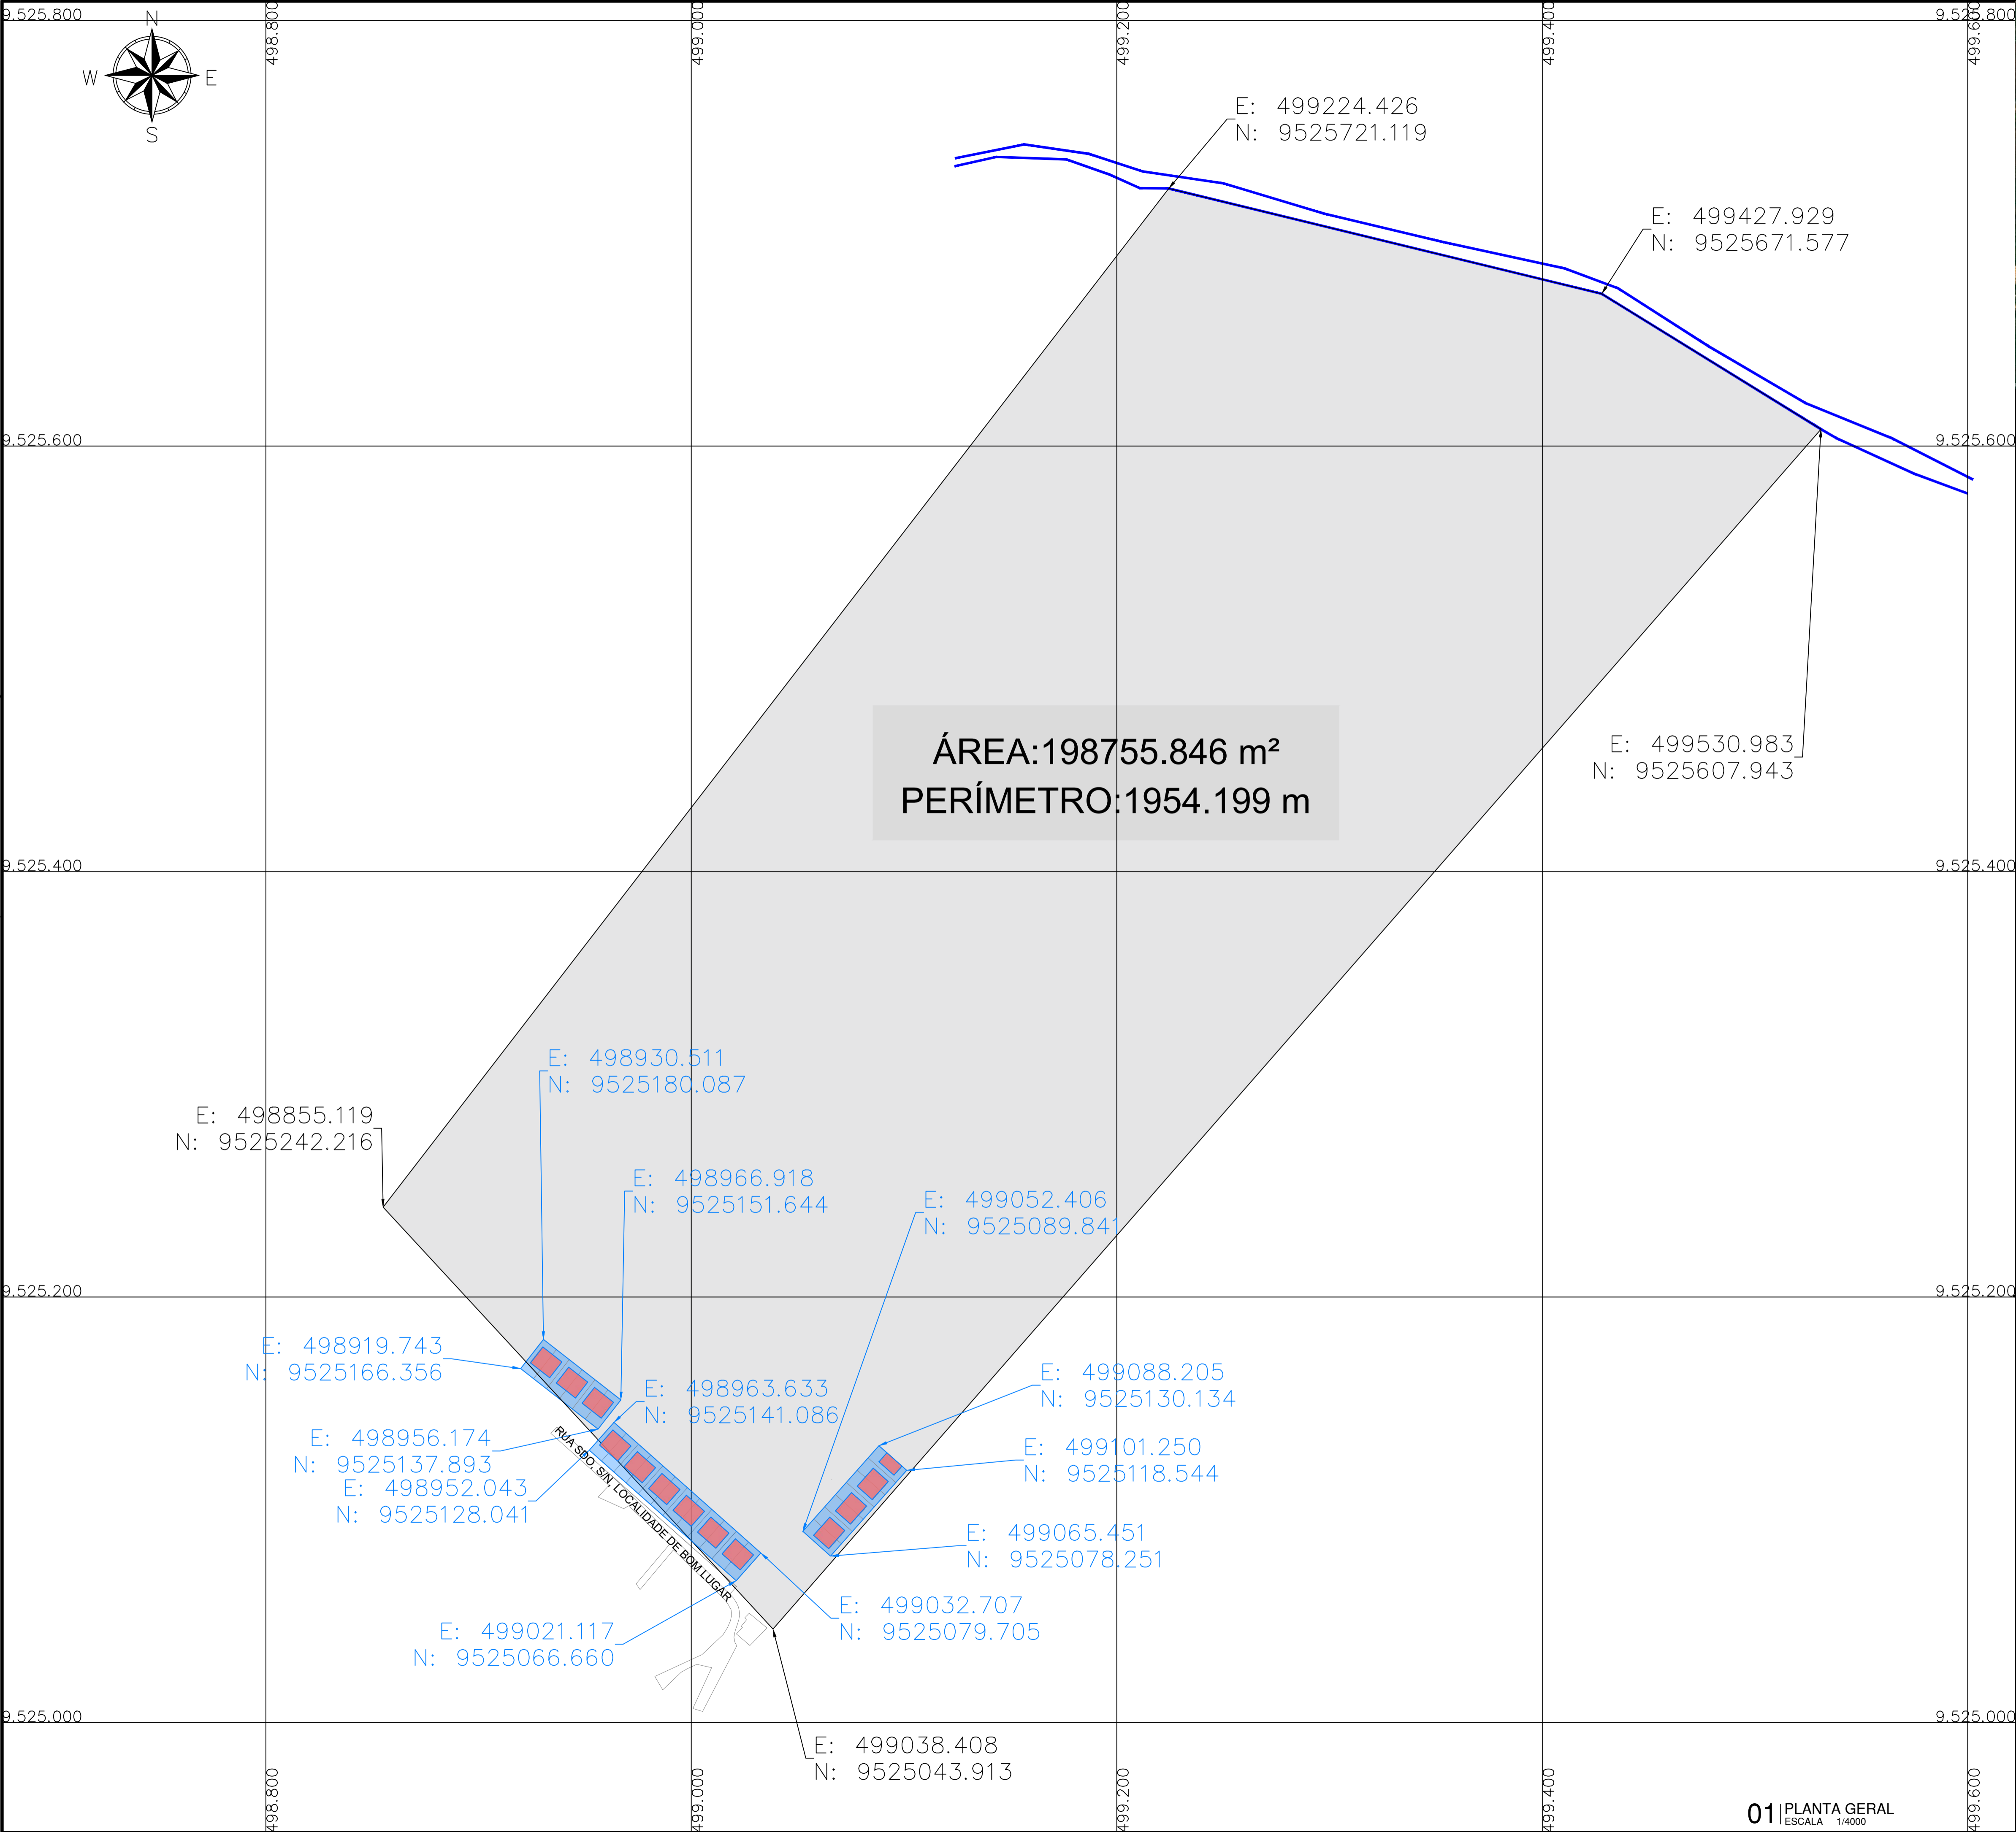 9.525.800
498.800
499.000
499.200
499.400
9.525.800
499.600
N
W
E
S
E: 499224.426
N: 9525721.119
E: 499427.929
N: 9525671.577
9.525.600
9.525.600
ÁREA:198755.846 m²
PERÍMETRO:1954.199 m
E: 499530.983
N: 9525607.943
9.525.400
9.525.400
E: 498930.511
N: 9525180.087
E: 498855.119
N: 9525242.216
E: 498966.918
N: 9525151.644
E: 499052.406
N: 9525089.841
9.525.200
9.525.200
E: 498919.743
N: 9525166.356
E: 498963.633
N: 9525141.086
E: 499088.205
N: 9525130.134
E: 498956.174
N: 9525137.893
E: 499101.250
N: 9525118.544
E: 498952.043
N: 9525128.041
RUA SDO, S/N, LOCALIDADE DE BOM LUGAR
E: 499065.451
N: 9525078.251
E: 499032.707
N: 9525079.705
E: 499021.117
N: 9525066.660
9.525.000
9.525.000
E: 499038.408
N: 9525043.913
498.800
499.000
499.200
499.400
499.600
01 PLANTA GERAL
ESCALA 1/4000